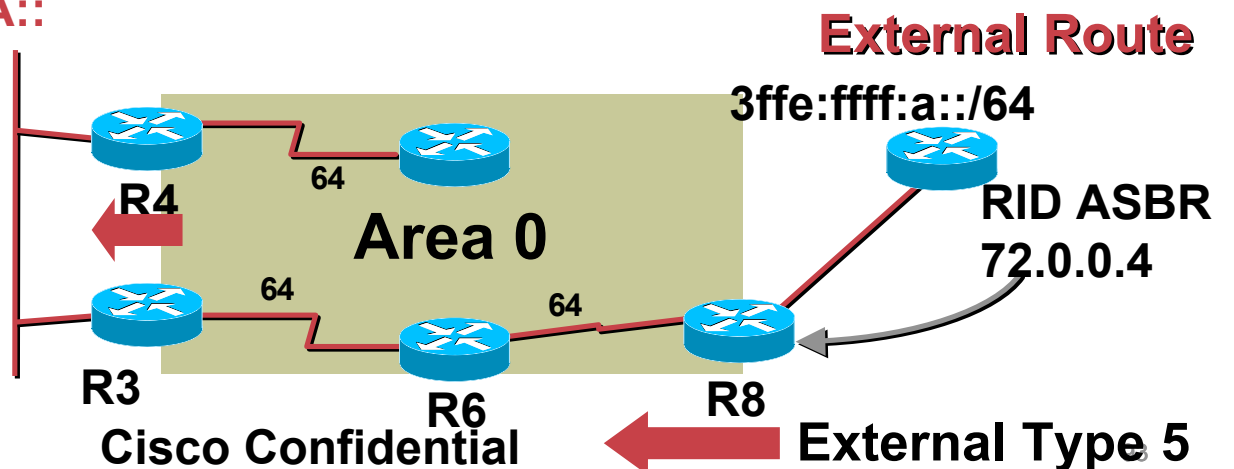 A::
External Route
3ffe:ffff:a::/64
64
R4
RID ASBR
72.0.0.4
Area 0
64
64
R3
R6
R8
Cisco Confidential
External Type 5